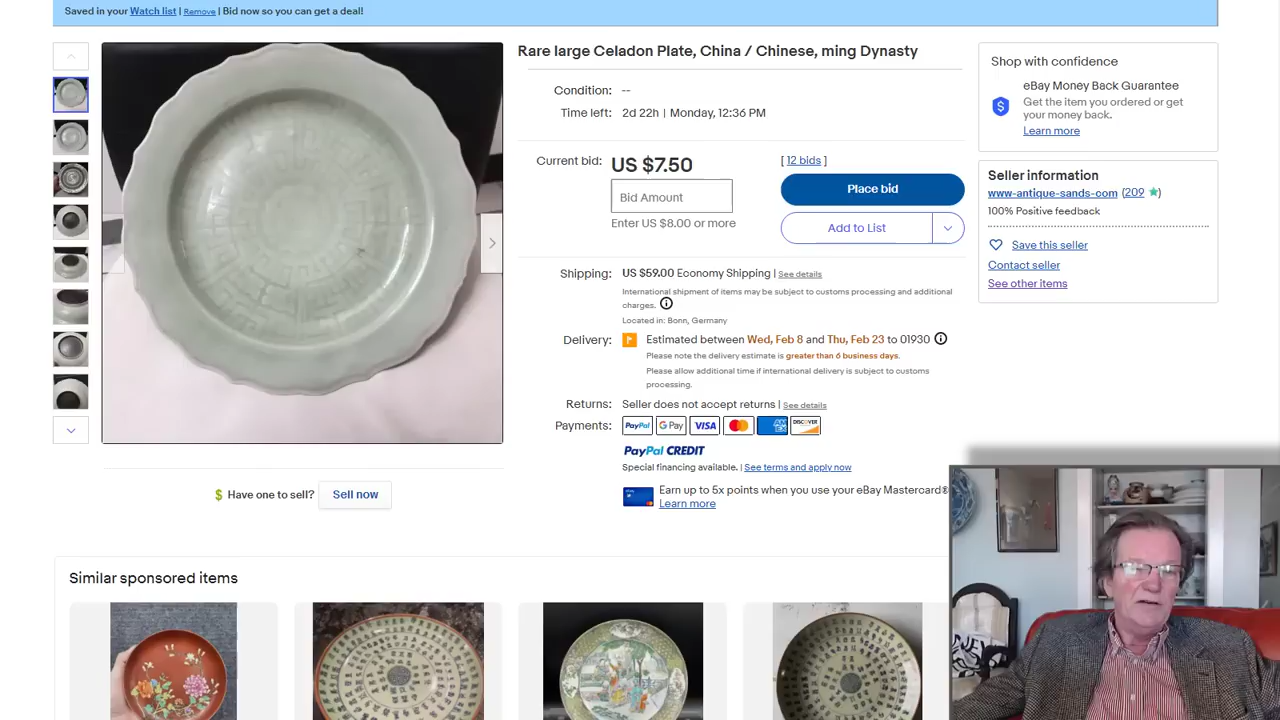 Saved in your Watch list | Remove | Bid now so you can get a deal!
Rare large Celadon Plate, China / Chinese, ming Dynasty
Condition: --
Time left: 2d 22h | Monday, 12:36 PM
Current bid: US $7.50
[ 12 bids ]
Bid Amount
Place bid
Enter US $8.00 or more
Add to List
Shipping: US $59.00 Economy Shipping | See details
International shipment of items may be subject to customs processing and additional
charges.
Located in: Bonn, Germany
Delivery: Estimated between Wed, Feb 8 and Thu, Feb 23 to 01930
Please note the delivery estimate is greater than 6 business days.
Please allow additional time if international delivery is subject to customs
processing.
Returns: Seller does not accept returns | See details
Payments: PayPal G Pay VISA MasterCard AMEX DISCOVER
PayPal CREDIT
Special financing available. | See terms and apply now
Earn up to 5x points when you use your eBay Mastercard®
Learn more
Shop with confidence
eBay Money Back Guarantee
Get the item you ordered or get
your money back.
Learn more
Seller information
www-antique-sands-com (209)
100% Positive feedback
Save this seller
Contact seller
See other items
Have one to sell? Sell now
Similar sponsored items